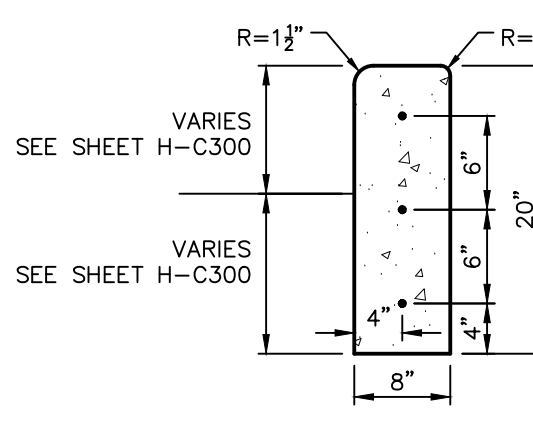 R=1½"
R=
VARIES
SEE SHEET H-C300
6"
20"
6"
VARIES
SEE SHEET H-C300
4"
4"
8"